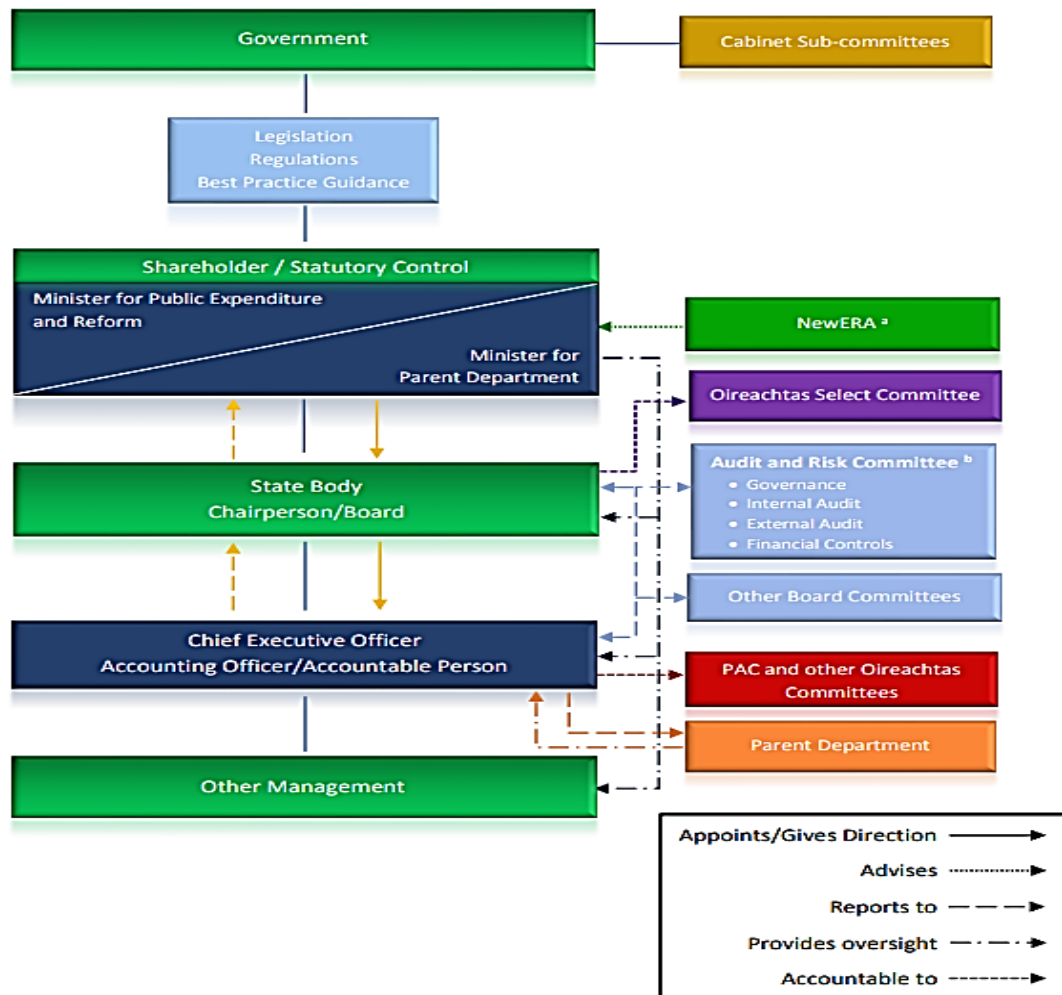 Government
Cabinet Sub-committees
Legislation
Regulations
Best Practice Guidance
Shareholder / Statutory Control
Minister for Public Expenditure
and Reform
Minister for
Parent Department
NewERA ᵃ
Oireachtas Select Committee
State Body
Chairperson/Board
Audit and Risk Committee ᵇ
• Governance
• Internal Audit
• External Audit
• Financial Controls
Other Board Committees
Chief Executive Officer
Accounting Officer/Accountable Person
PAC and other Oireachtas
Committees
Parent Department
Other Management
Appoints/Gives Direction
Advises
Reports to
Provides oversight
Accountable to